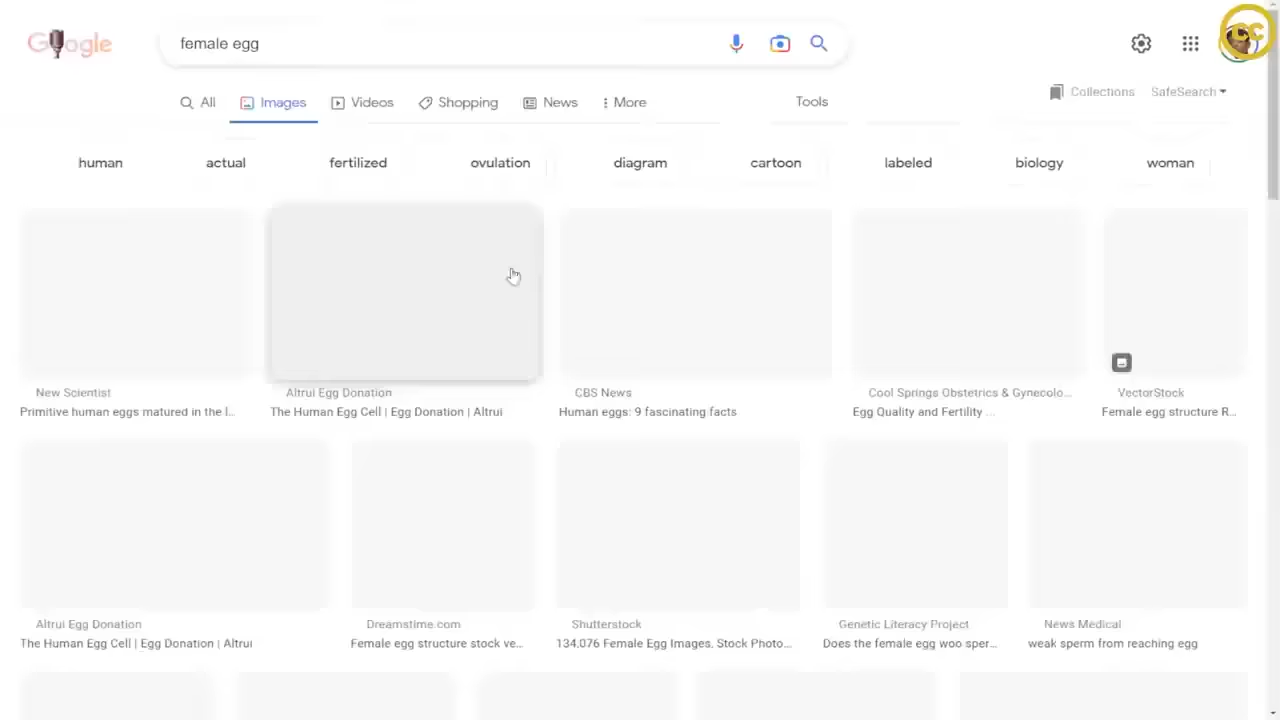 Google
female egg
CC
All Images Videos Shopping News More Tools
Collections SafeSearch
human actual fertilized ovulation diagram cartoon labeled biology woman
New Scientist Altrui Egg Donation CBS News Cool Springs Obstetrics & Gynecolo... VectorStock
Primitive human eggs matured in the l... The Human Egg Cell | Egg Donation | Altrui Human eggs: 9 fascinating facts Egg Quality and Fertility ... Female egg structure R...
Altrui Egg Donation Dreamstime.com Shutterstock Genetic Literacy Project News Medical
The Human Egg Cell | Egg Donation | Altrui Female egg structure stock ve... 134,076 Female Egg Images, Stock Photo... Does the female egg woo sper... weak sperm from reaching egg